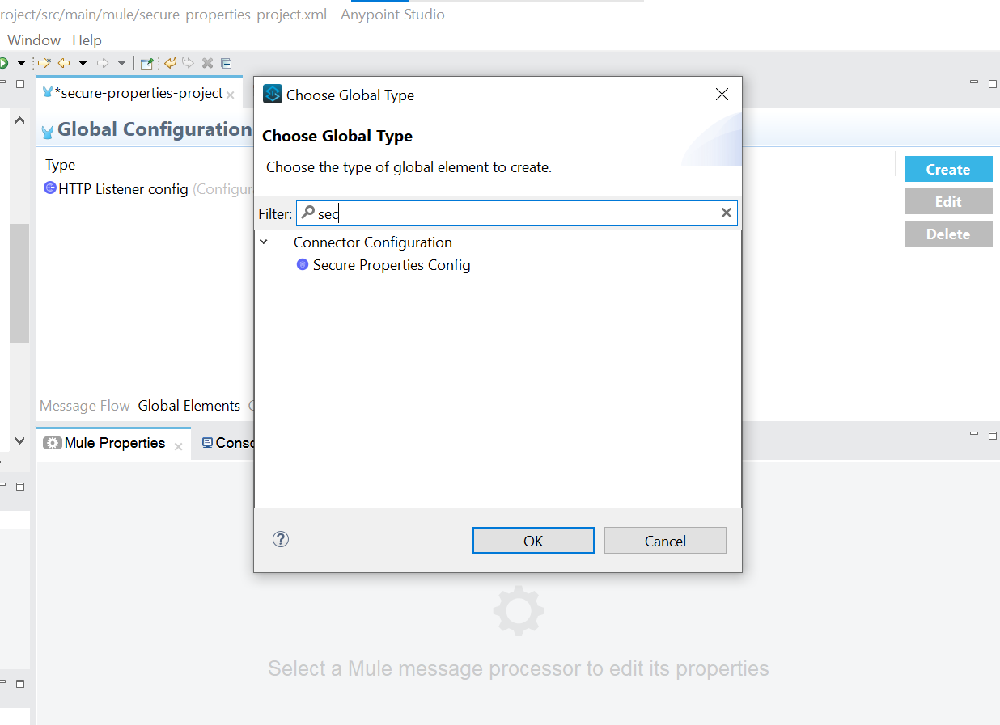 roject/src/main/mule/secure-properties-project.xml - Anypoint Studio
Window Help
*secure-properties-project
Global Configuration
Type
HTTP Listener config (Configur
Choose Global Type
Choose Global Type
Choose the type of global element to create.
Filter: sec
Connector Configuration
Secure Properties Config
OK
Cancel
Create
Edit
Delete
Message Flow Global Elements
Mule Properties
Conso
Select a Mule message processor to edit its properties